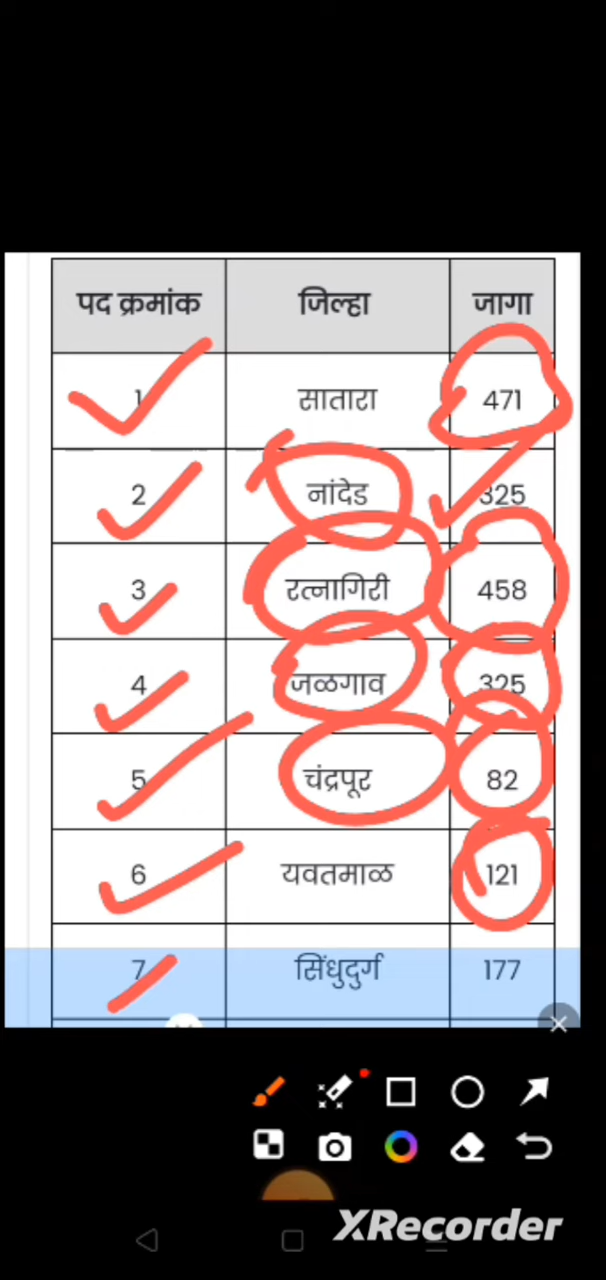 पद क्रमांक जिल्हा जागा
1 सातारा 471
2 नांदेड 325
3 रत्नागिरी 458
4 जळगाव 325
5 चंद्रपूर 82
6 यवतमाळ 121
7 सिंधुदुर्ग 177
XRecorder